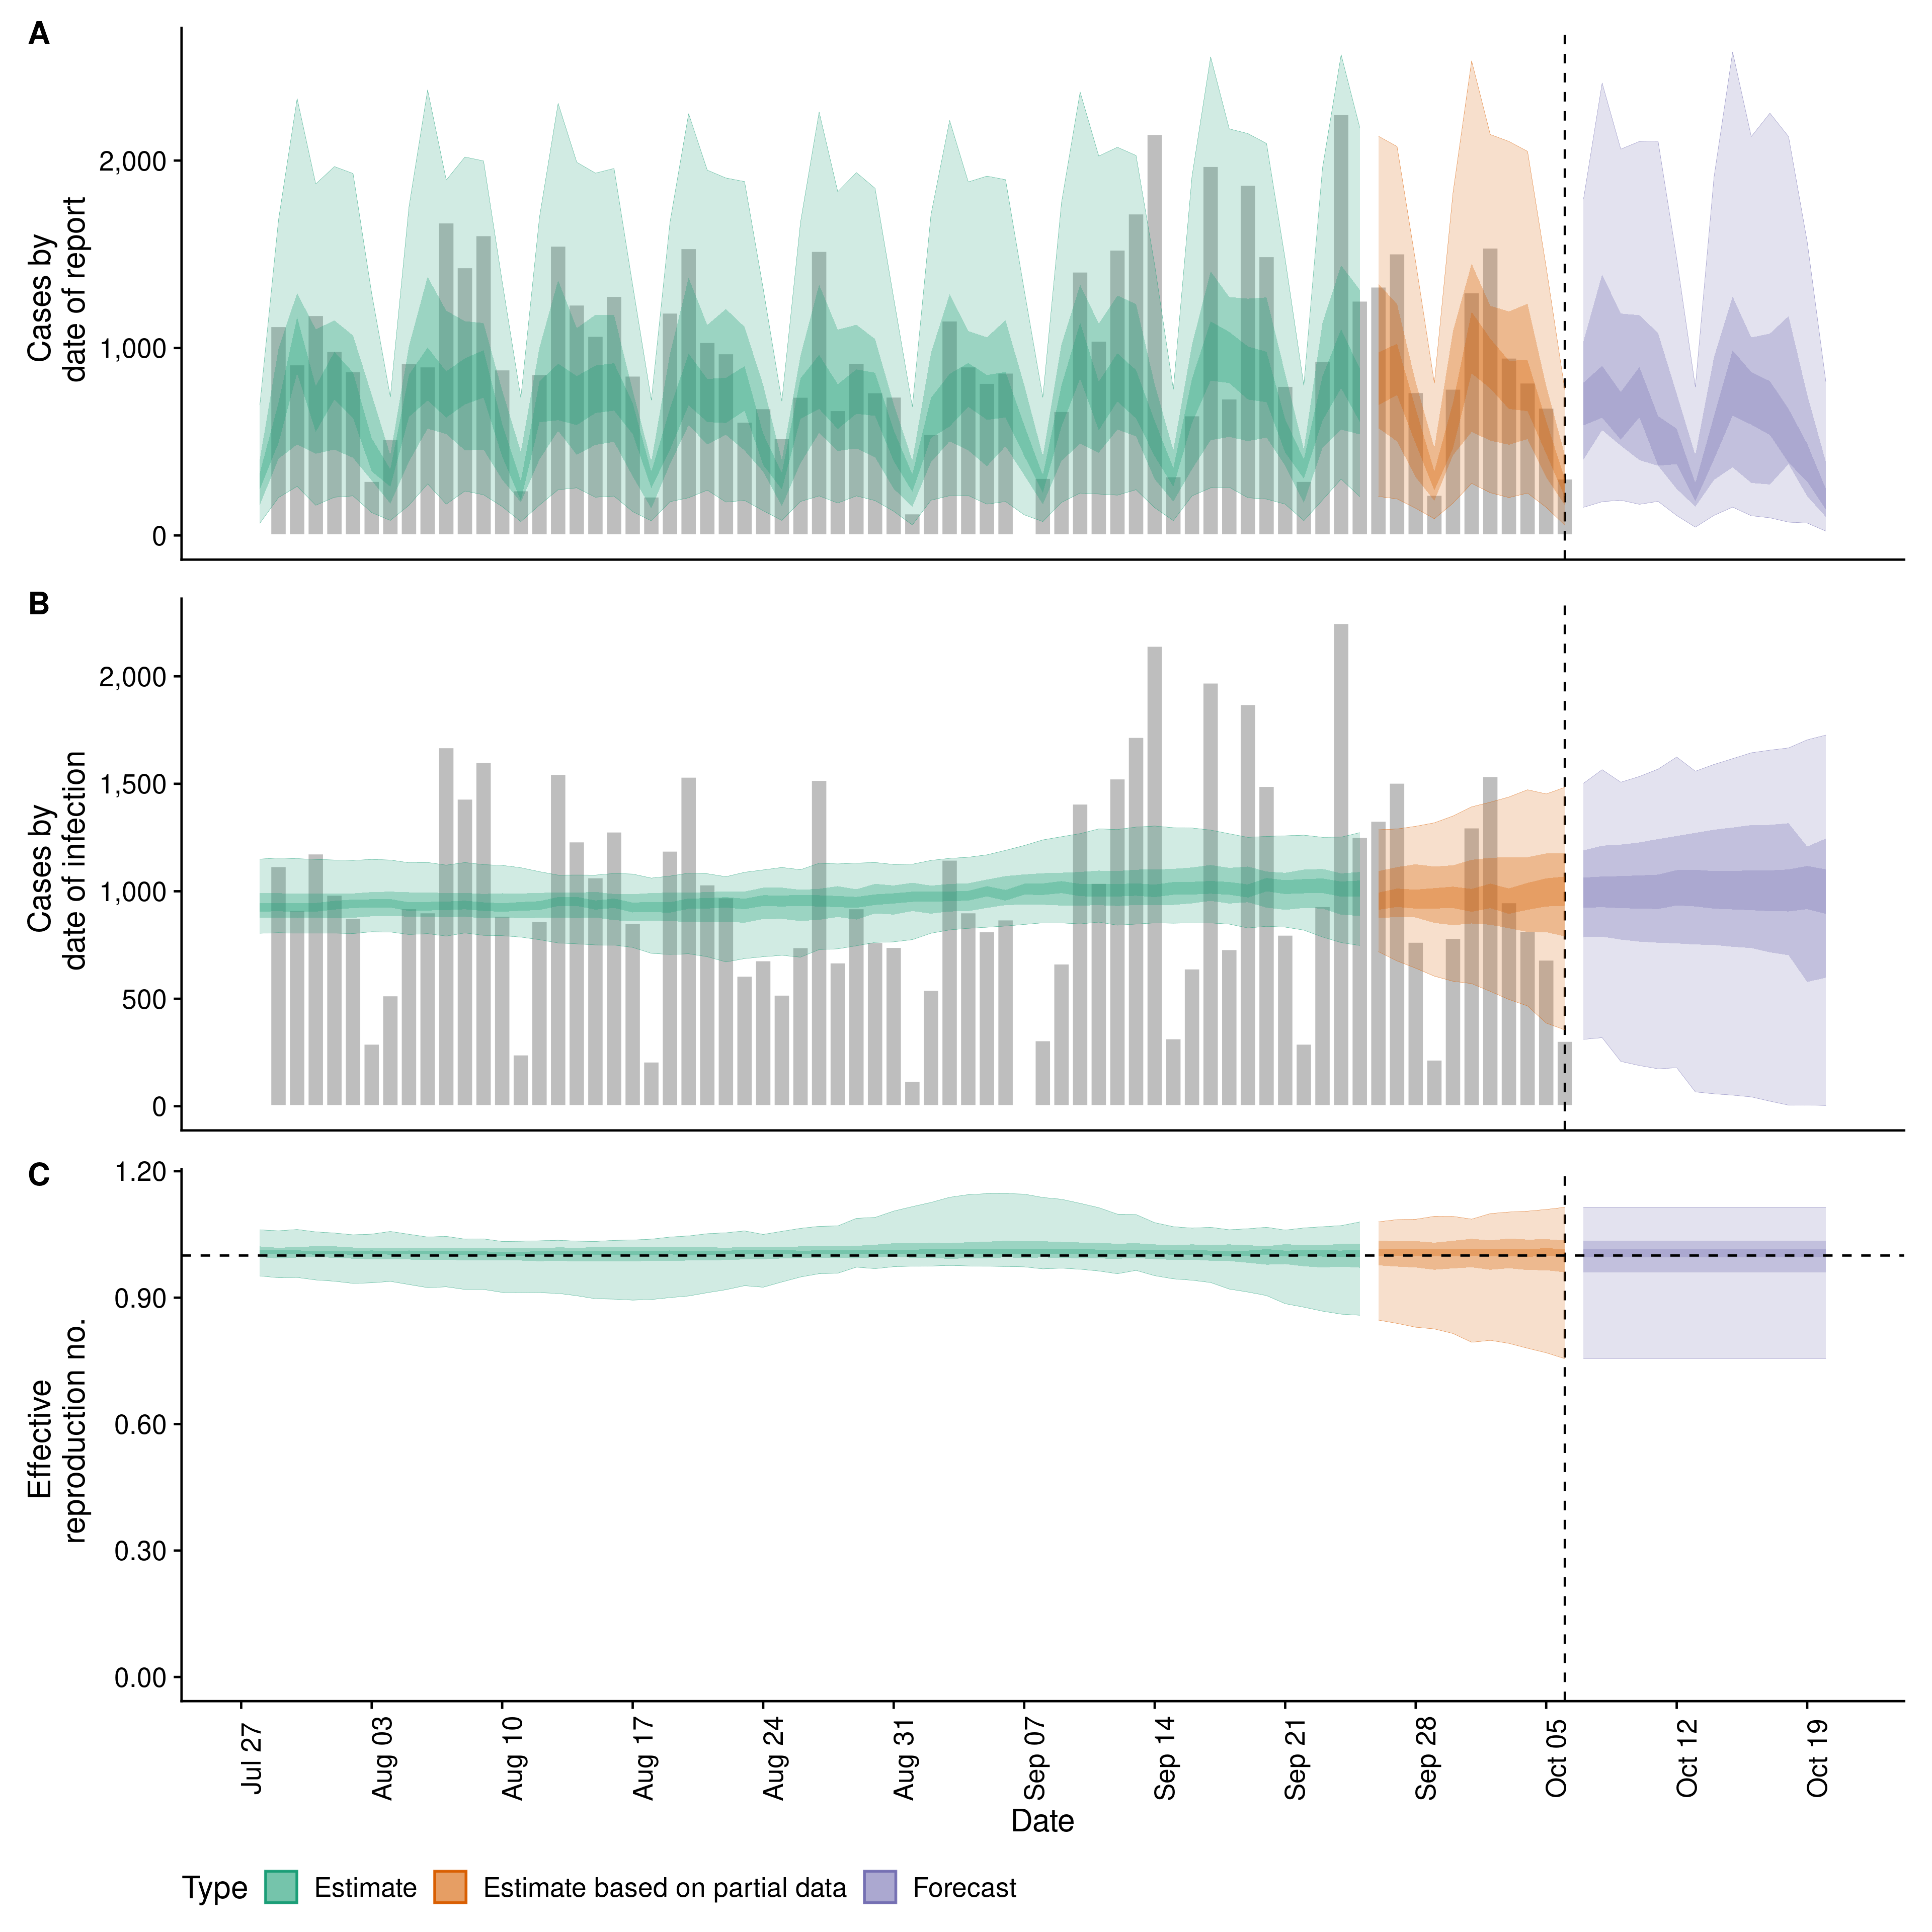 A
Cases by
date of report
2,000
1,000
0
B
Cases by
date of infection
2,000
1,500
1,000
500
0
C
Effective
reproduction no.
1.20
0.90
0.60
0.30
0.00
Jul 27
Aug 03
Aug 10
Aug 17
Aug 24
Aug 31
Sep 07
Sep 14
Sep 21
Sep 28
Oct 05
Oct 12
Oct 19
Date
Type Estimate Estimate based on partial data Forecast